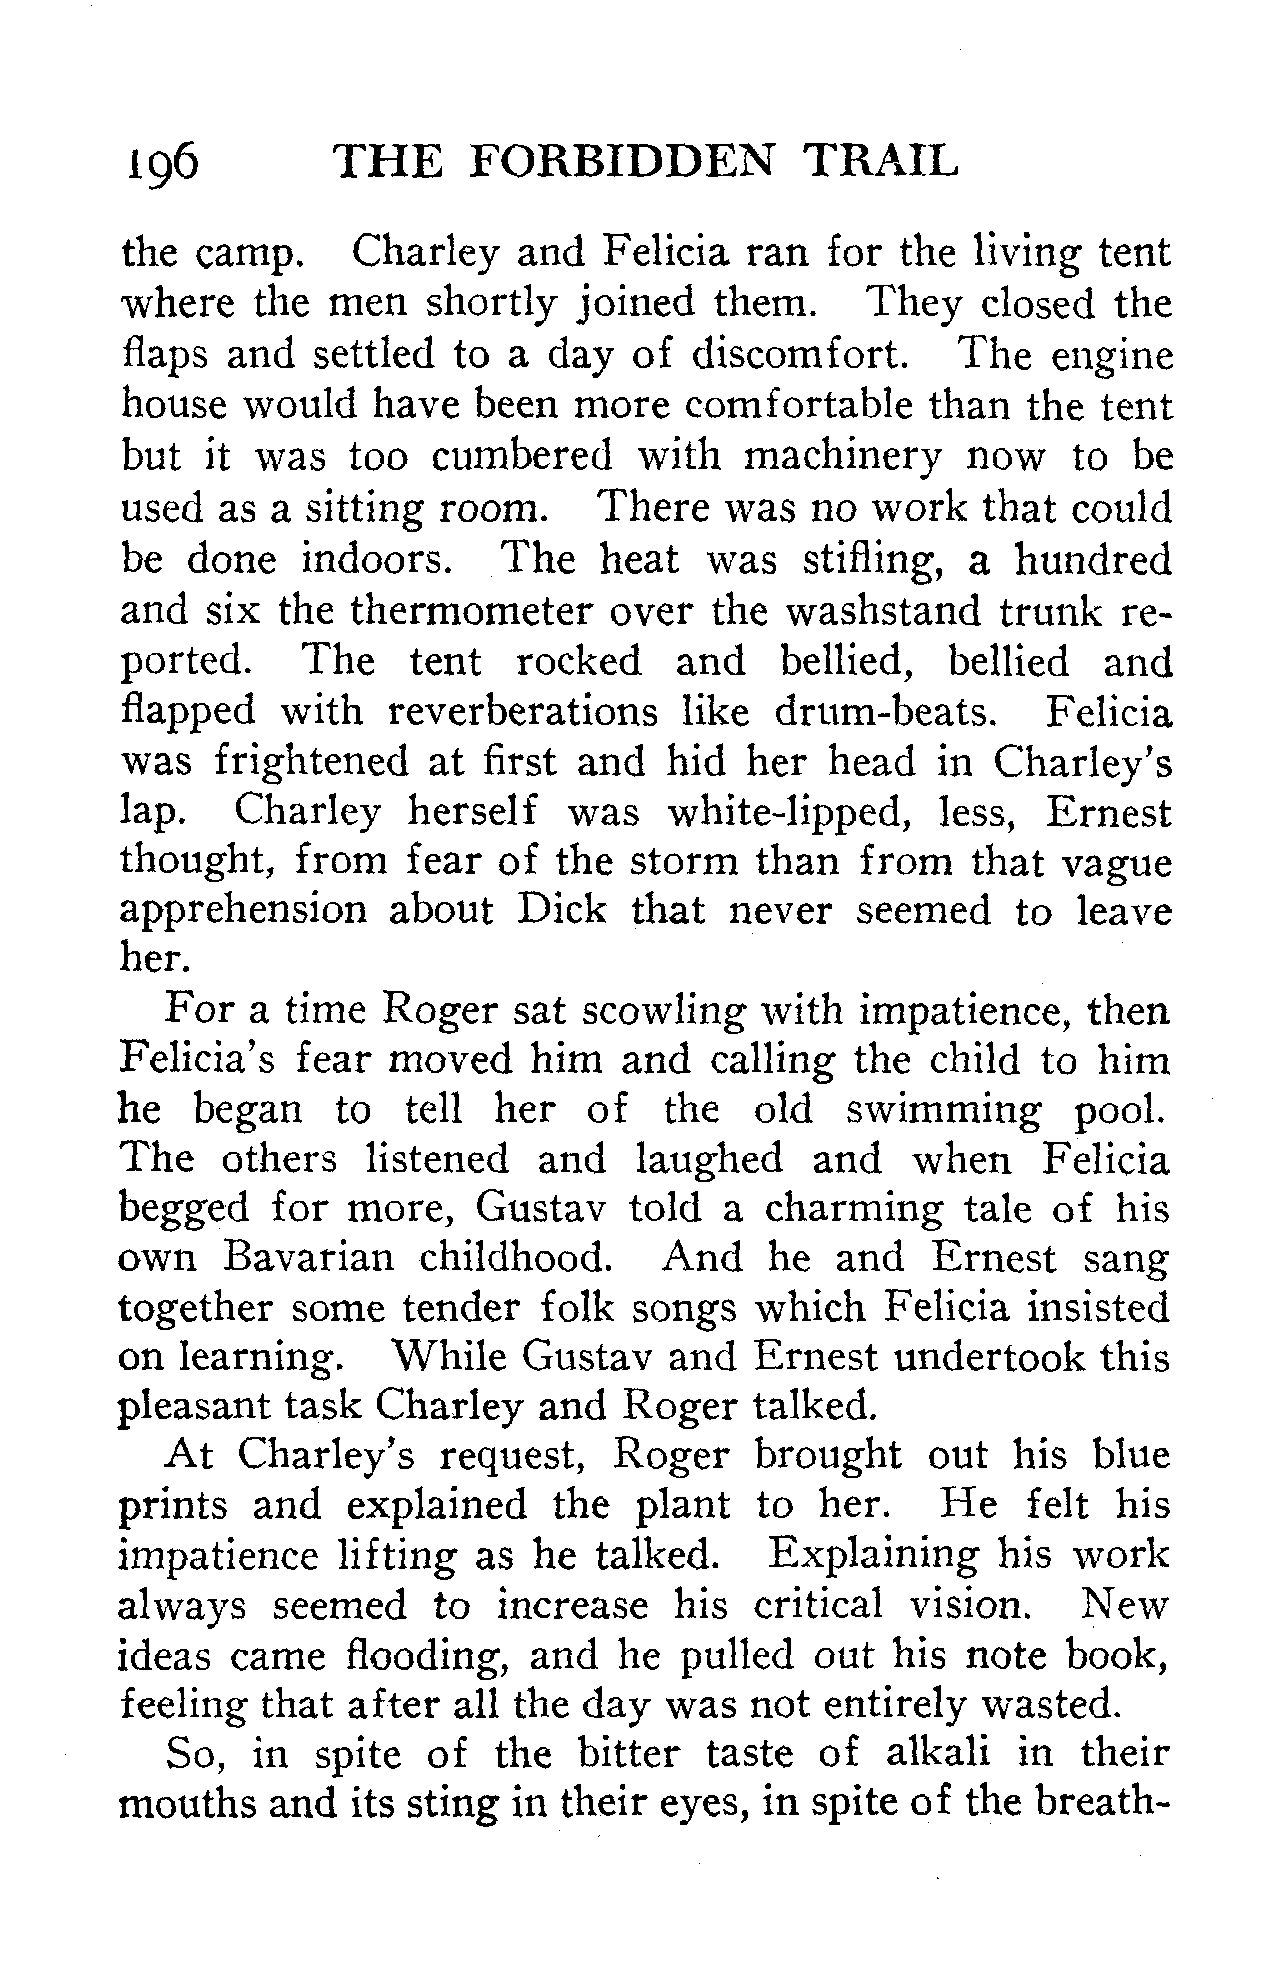 196 THE FORBIDDEN TRAIL
the camp. Charley and Felicia ran for the living tent
where the men shortly joined them. They closed the
flaps and settled to a day of discomfort. The engine
house would have been more comfortable than the tent
but it was too cumbered with machinery now to be
used as a sitting room. There was no work that could
be done indoors. The heat was stifling, a hundred
and six the thermometer over the washstand trunk re-
ported. The tent rocked and bellied, bellied and
flapped with reverberations like drum-beats. Felicia
was frightened at first and hid her head in Charley's
lap. Charley herself was white-lipped, less, Ernest
thought, from fear of the storm than from that vague
apprehension about Dick that never seemed to leave
her.
For a time Roger sat scowling with impatience, then
Felicia's fear moved him and calling the child to him
he began to tell her of the old swimming pool.
The others listened and laughed and when Felicia
begged for more, Gustav told a charming tale of his
own Bavarian childhood. And he and Ernest sang
together some tender folk songs which Felicia insisted
on learning. While Gustav and Ernest undertook this
pleasant task Charley and Roger talked.
At Charley's request, Roger brought out his blue
prints and explained the plant to her. He felt his
impatience lifting as he talked. Explaining his work
always seemed to increase his critical vision. New
ideas came flooding, and he pulled out his note book,
feeling that after all the day was not entirely wasted.
So, in spite of the bitter taste of alkali in their
mouths and its sting in their eyes, in spite of the breath-